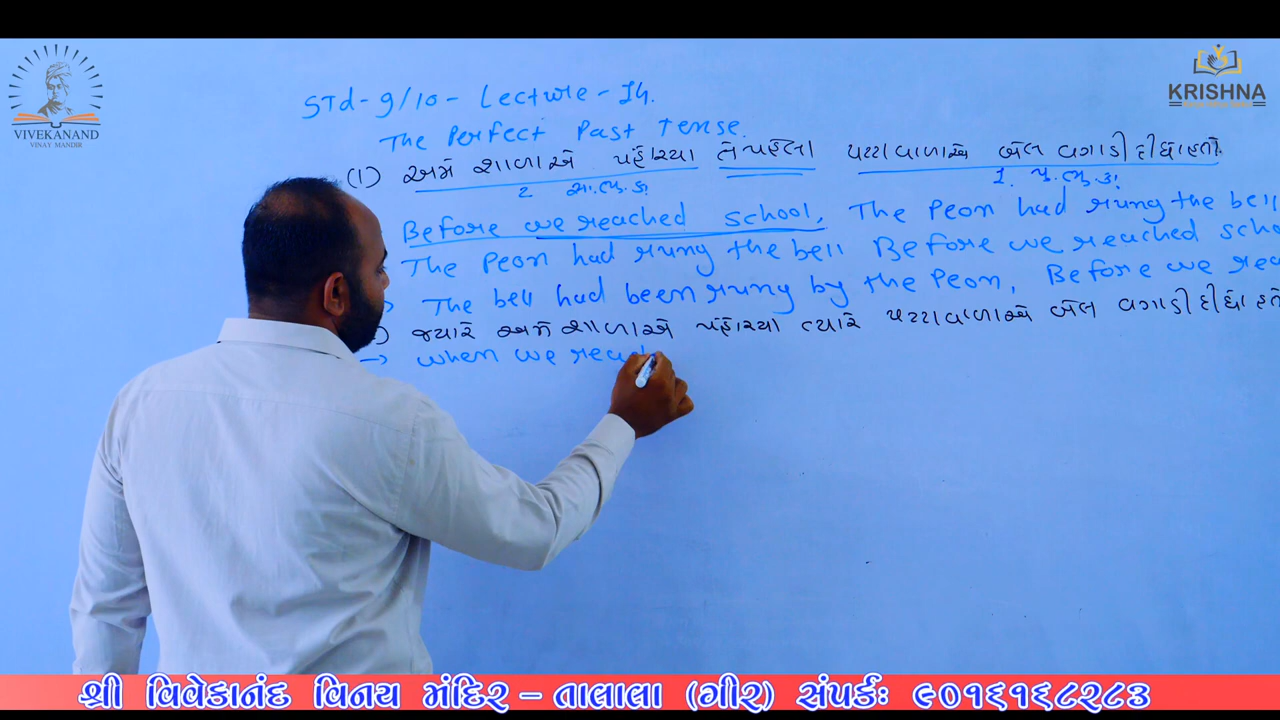 VIVEKANAND
VINAY MANDIR
KRISHNA
STd - 9/10 - Lecture - 14.
The Perfect Past Tense.
(1) અમે શાળાએ પહોંચ્યા તે પહેલા પટ્ટાવાળાએ બેલ વગાડી દીધો હતો.
2 સા.ભૂ.કા 1. પુ.ભૂ.કા
Before we reached school, The Peon had rung the bell
The Peon had rung the bell Before we reached scho
The bell had been rung by the Peon, Before we rea
) જ્યારે અમે શાળાએ પહોંચ્યા ત્યારે પટ્ટાવાળાએ બેલ વગાડી દીધો હતો
→ When we reach
શ્રી વિવેકાનંદ વિનય મંદિર – તાલાલા (ગીર) સંપર્કઃ ૯૦૧૬૧૬૮૨૮૩